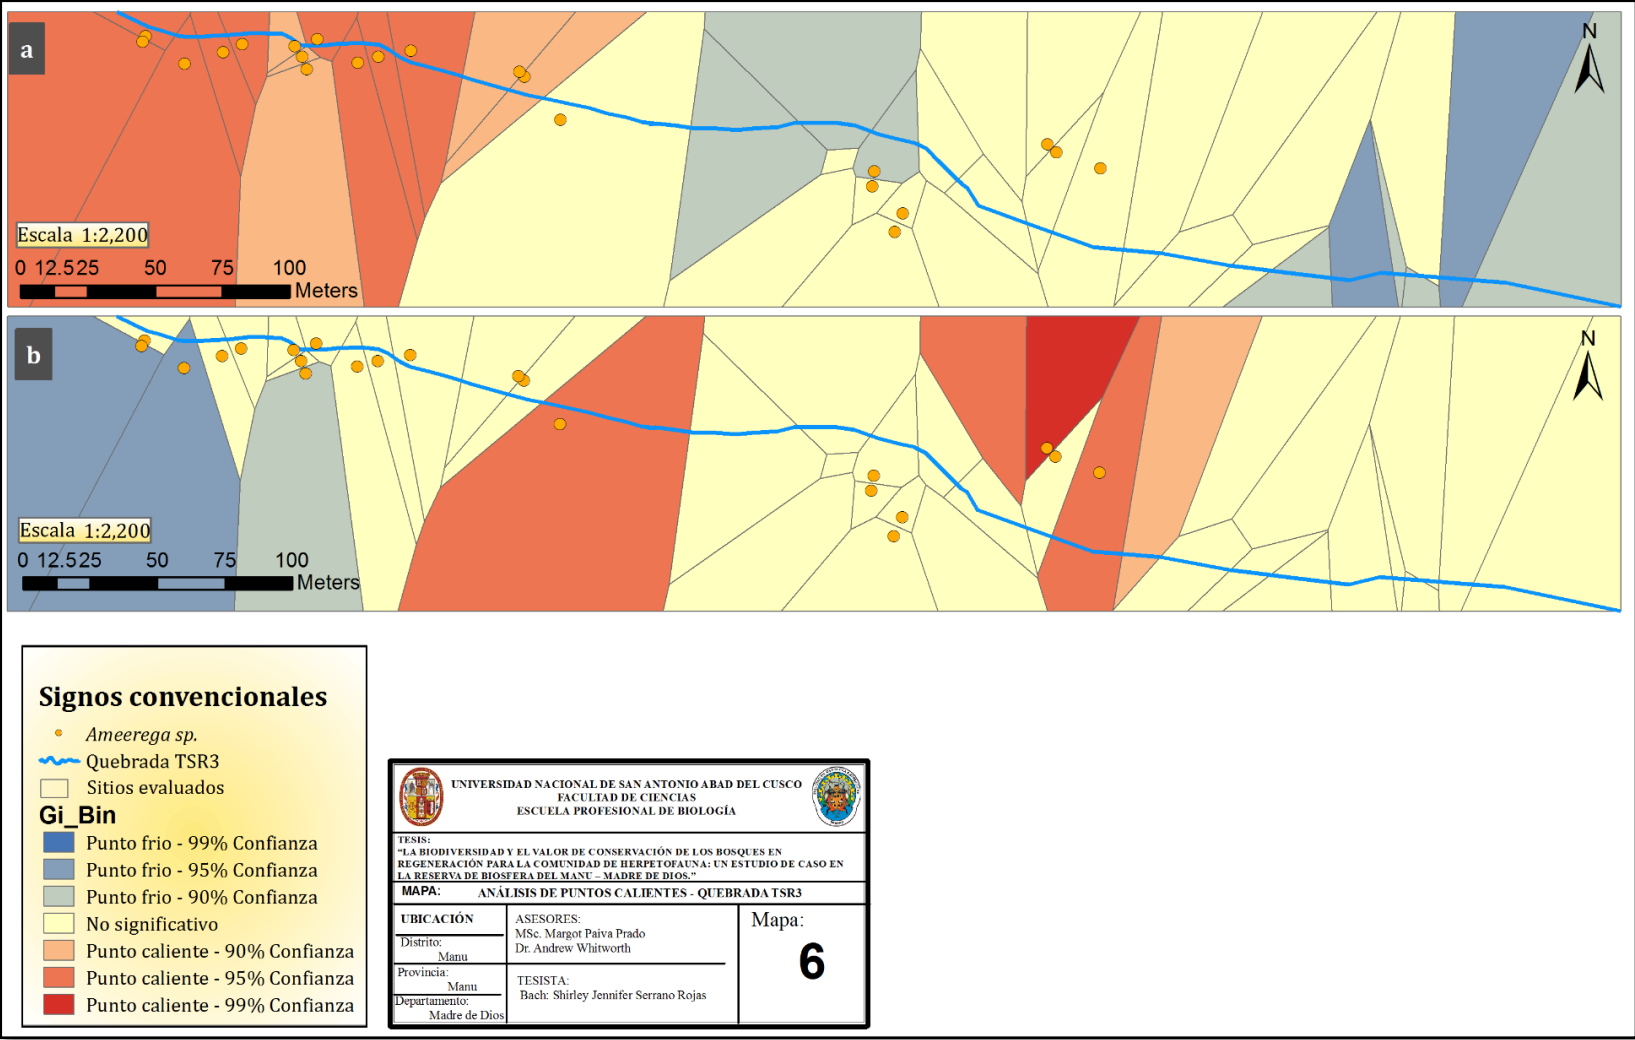 a
N
Escala 1:2,200
0 12.525 50 75 100
Meters
b
N
Escala 1:2,200
0 12.525 50 75 100
Meters
Signos convencionales
Ameerega sp.
Quebrada TSR3
Sitios evaluados
Gi_Bin
Punto frio - 99% Confianza
Punto frio - 95% Confianza
Punto frio - 90% Confianza
No significativo
Punto caliente - 90% Confianza
Punto caliente - 95% Confianza
Punto caliente - 99% Confianza
UNIVERSIDAD NACIONAL DE SAN ANTONIO ABAD DEL CUSCO
FACULTAD DE CIENCIAS
ESCUELA PROFESIONAL DE BIOLOGÍA
TESIS:
“LA BIODIVERSIDAD Y EL VALOR DE CONSERVACIÓN DE LOS BOSQUES EN
REGENERACIÓN PARA LA COMUNIDAD DE HERPETOFAUNA: UN ESTUDIO DE CASO EN
LA RESERVA DE BIOSFERA DEL MANU – MADRE DE DIOS.”
MAPA: ANÁLISIS DE PUNTOS CALIENTES - QUEBRADA TSR3
UBICACIÓN
Distrito:
Manu
Provincia:
Manu
Departamento:
Madre de Dios
ASESORES:
MSc. Margot Paiva Prado
Dr. Andrew Whitworth
TESISTA:
Bach: Shirley Jennifer Serrano Rojas
Mapa:
6